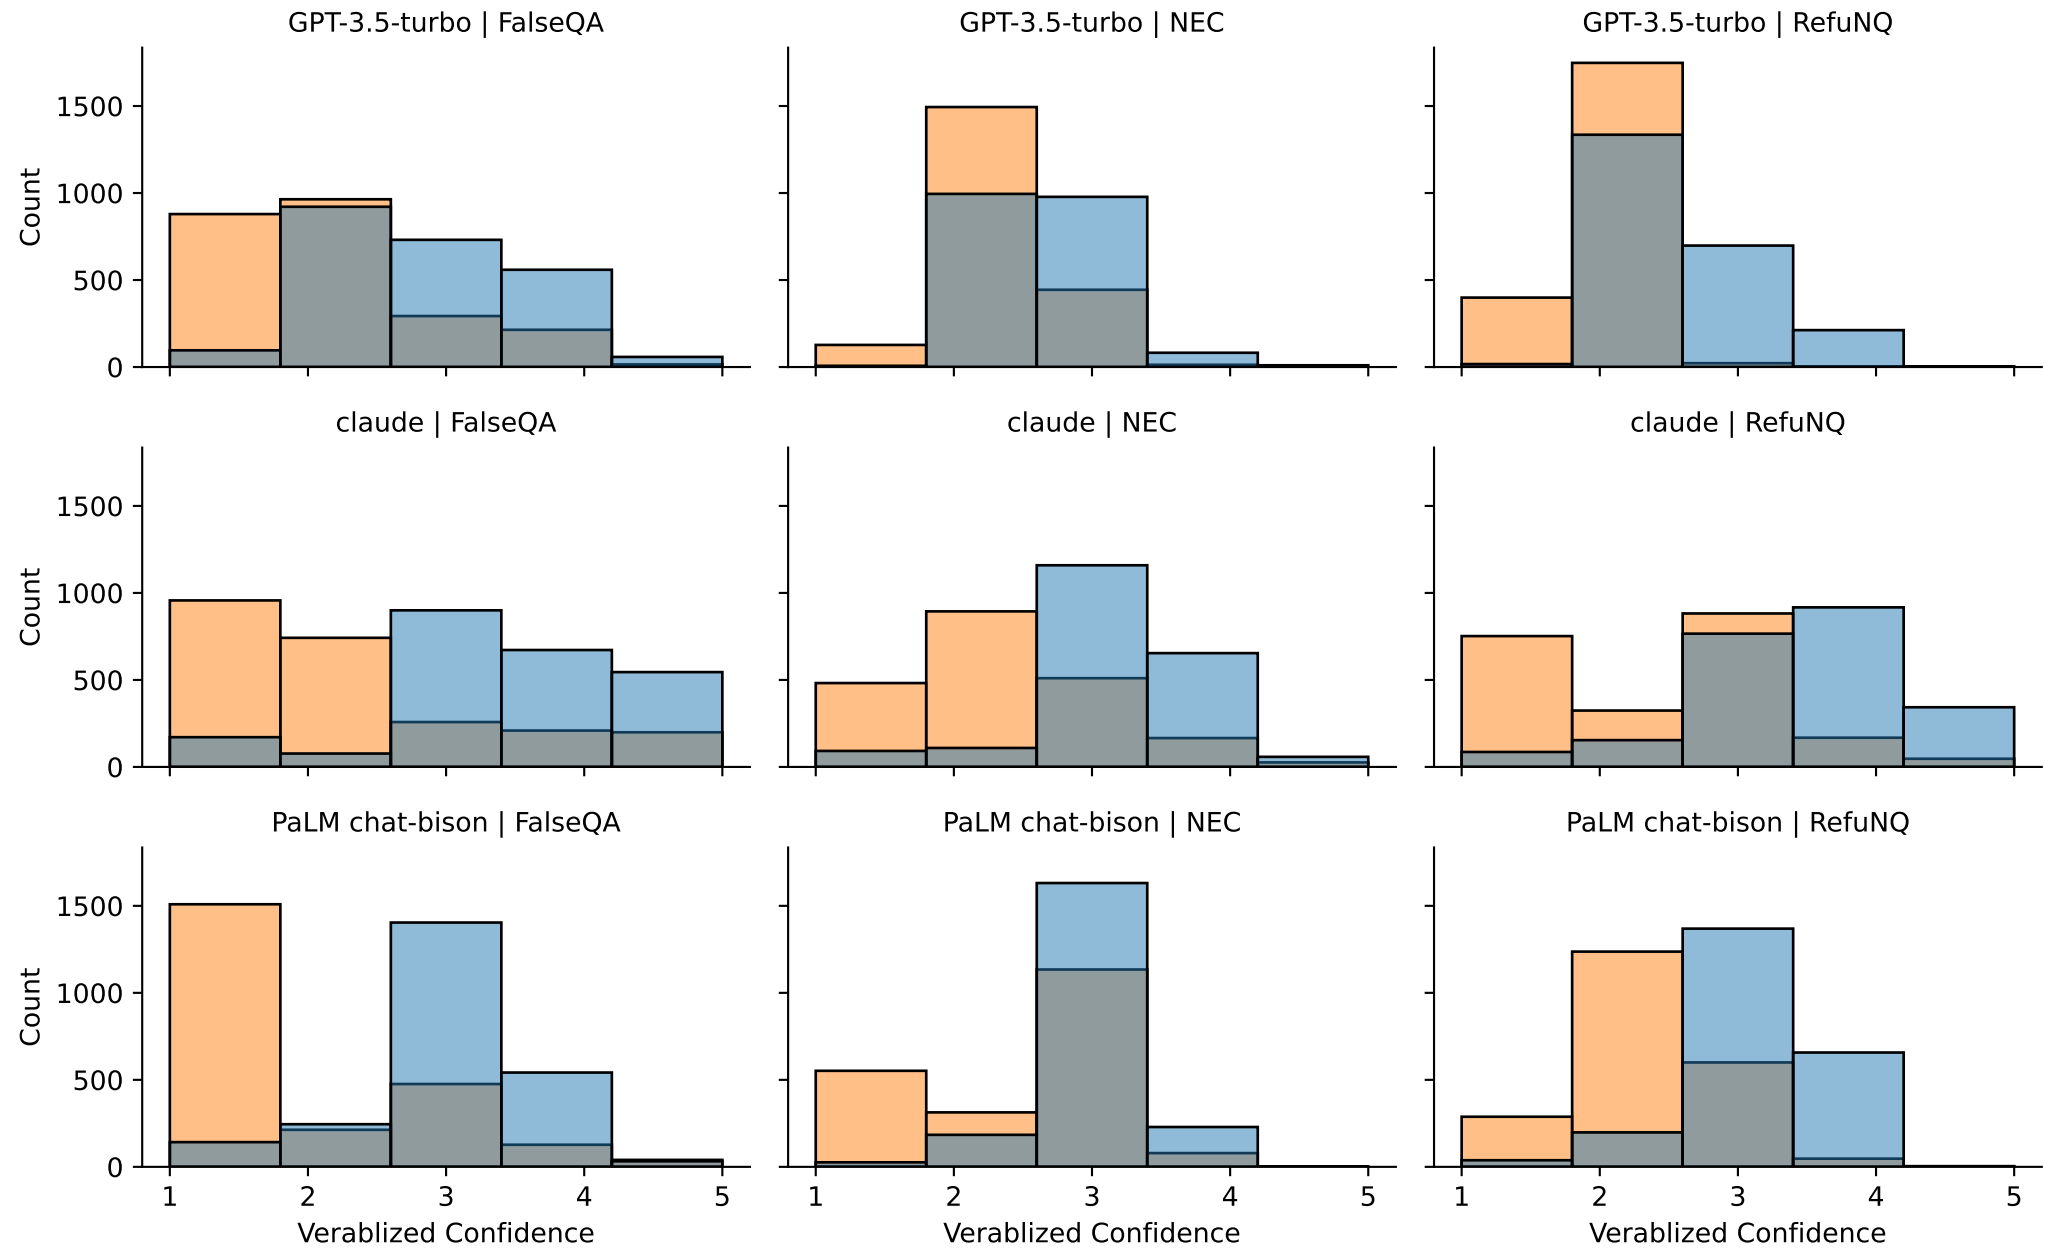 GPT-3.5-turbo | FalseQA
GPT-3.5-turbo | NEC
GPT-3.5-turbo | RefuNQ
Count
1500
1000
500
0
claude | FalseQA
claude | NEC
claude | RefuNQ
Count
1500
1000
500
0
PaLM chat-bison | FalseQA
PaLM chat-bison | NEC
PaLM chat-bison | RefuNQ
Count
1500
1000
500
0
1 2 3 4 5
1 2 3 4 5
1 2 3 4 5
Verablized Confidence
Verablized Confidence
Verablized Confidence